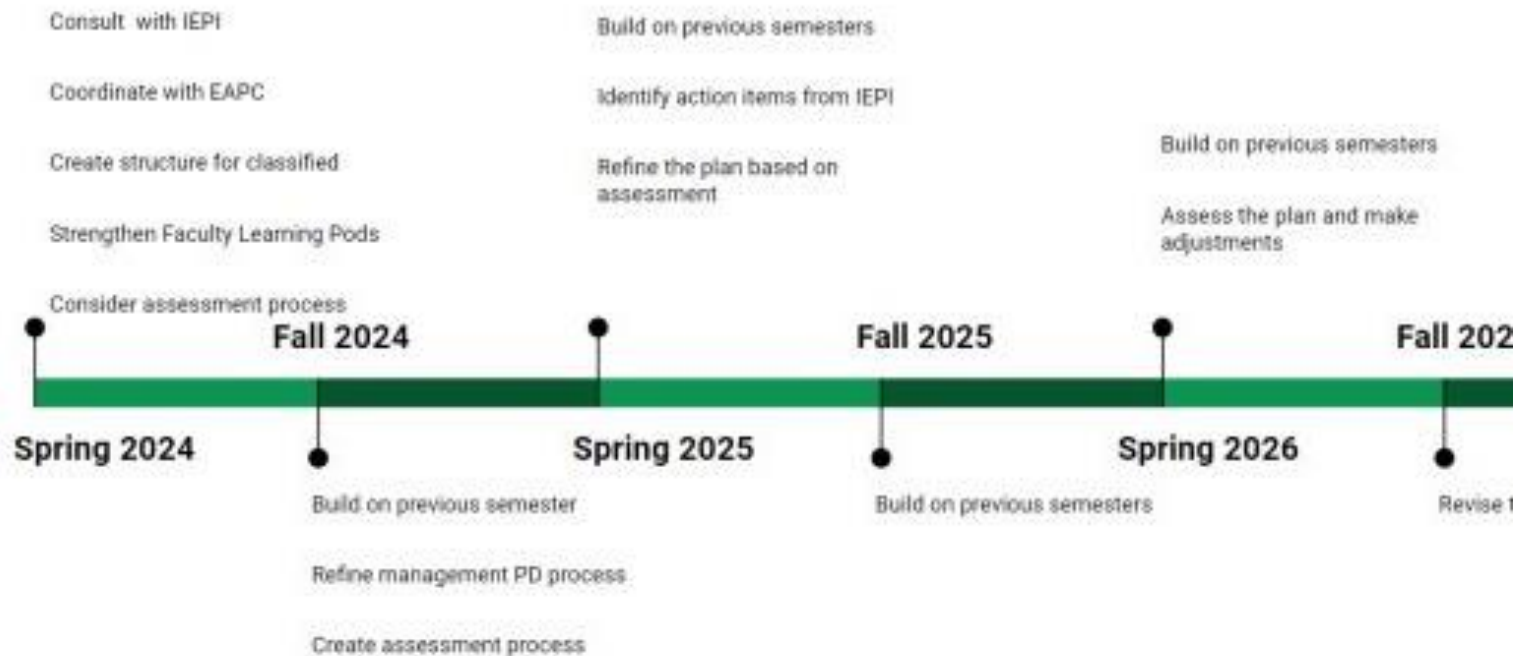 Consult with IEPI
Coordinate with EAPC
Create structure for classified
Strengthen Faculty Learning Pods
Consider assessment process
Build on previous semesters
Identify action items from IEPI
Refine the plan based on
assessment
Build on previous semesters
Assess the plan and make
adjustments
Fall 2024
Fall 2025
Fall 202
Spring 2024
Spring 2025
Spring 2026
Build on previous semester
Refine management PD process
Create assessment process
Build on previous semesters
Revise t